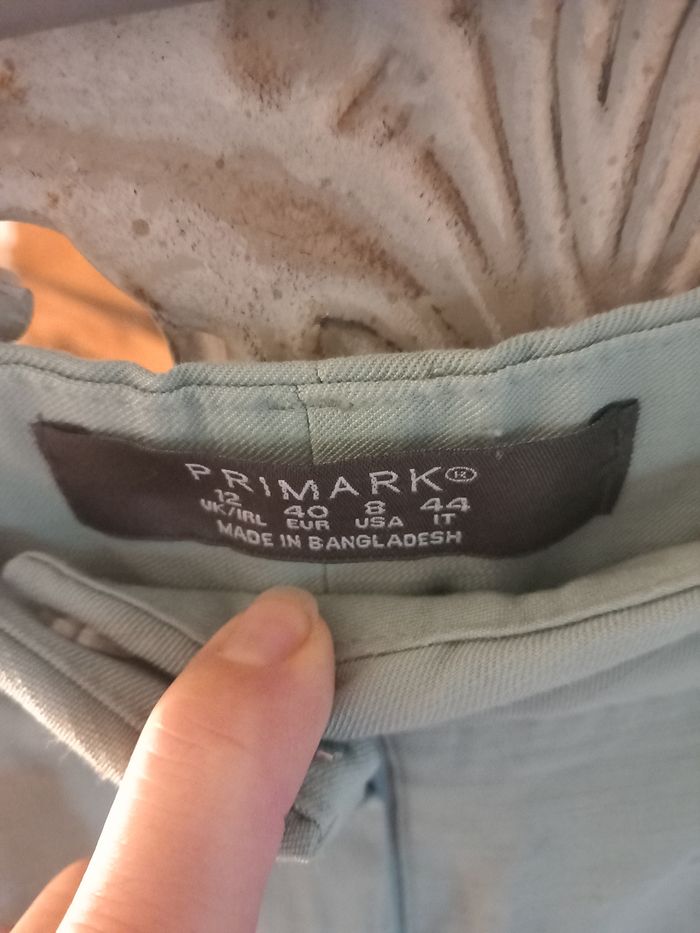 PRIMARK®
12 40 8 44
UK/IRL EUR USA IT
MADE IN BANGLADESH